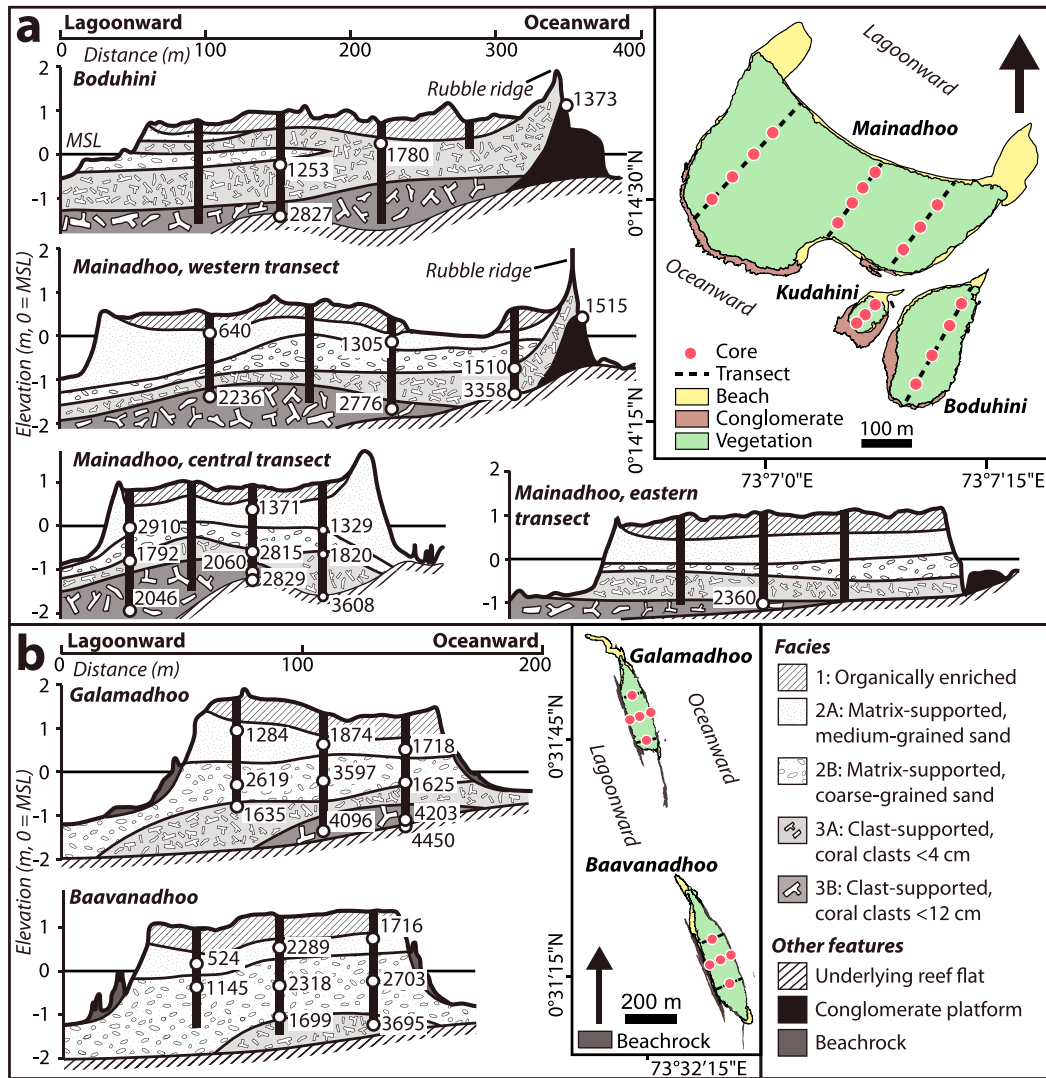 a
Lagoonward
Oceanward
0
100
200
300
400
Distance (m)
Boduhini
Rubble ridge
2
1
MSL
0
-1
1373
1780
1253
2827
Mainadhoo, western transect
Rubble ridge
2
1
0
-1
-2
Elevation (m, 0 = MSL)
640
1305
1515
1510
2236
2776
3358
Mainadhoo, central transect
1
0
-1
-2
1371
2910
1329
1792
2060
2815
1820
2829
2046
3608
Mainadhoo, eastern
transect
2
1
0
-1
2360
Lagoonward
Mainadhoo
Oceanward
Kudahini
Boduhini
Core
Transect
Beach
Conglomerate
Vegetation
100 m
0°14'30"N
0°14'15"N
73°7'0"E
73°7'15"E
b
Lagoonward
Oceanward
0
100
200
Distance (m)
Galamadhoo
2
1
0
-1
-2
Elevation (m, 0 = MSL)
1284
1874
1718
2619
3597
1625
1635
4096
4203
4450
Baavanadhoo
1
0
-1
-2
1716
524
2289
1145
2318
2703
1699
3695
Galamadhoo
Oceanward
Lagoonward
Baavanadhoo
0°31'45"N
0°31'15"N
200 m
Beachrock
73°32'15"E
Facies
1: Organically enriched
2A: Matrix-supported,
medium-grained sand
2B: Matrix-supported,
coarse-grained sand
3A: Clast-supported,
coral clasts <4 cm
3B: Clast-supported,
coral clasts <12 cm
Other features
Underlying reef flat
Conglomerate platform
Beachrock